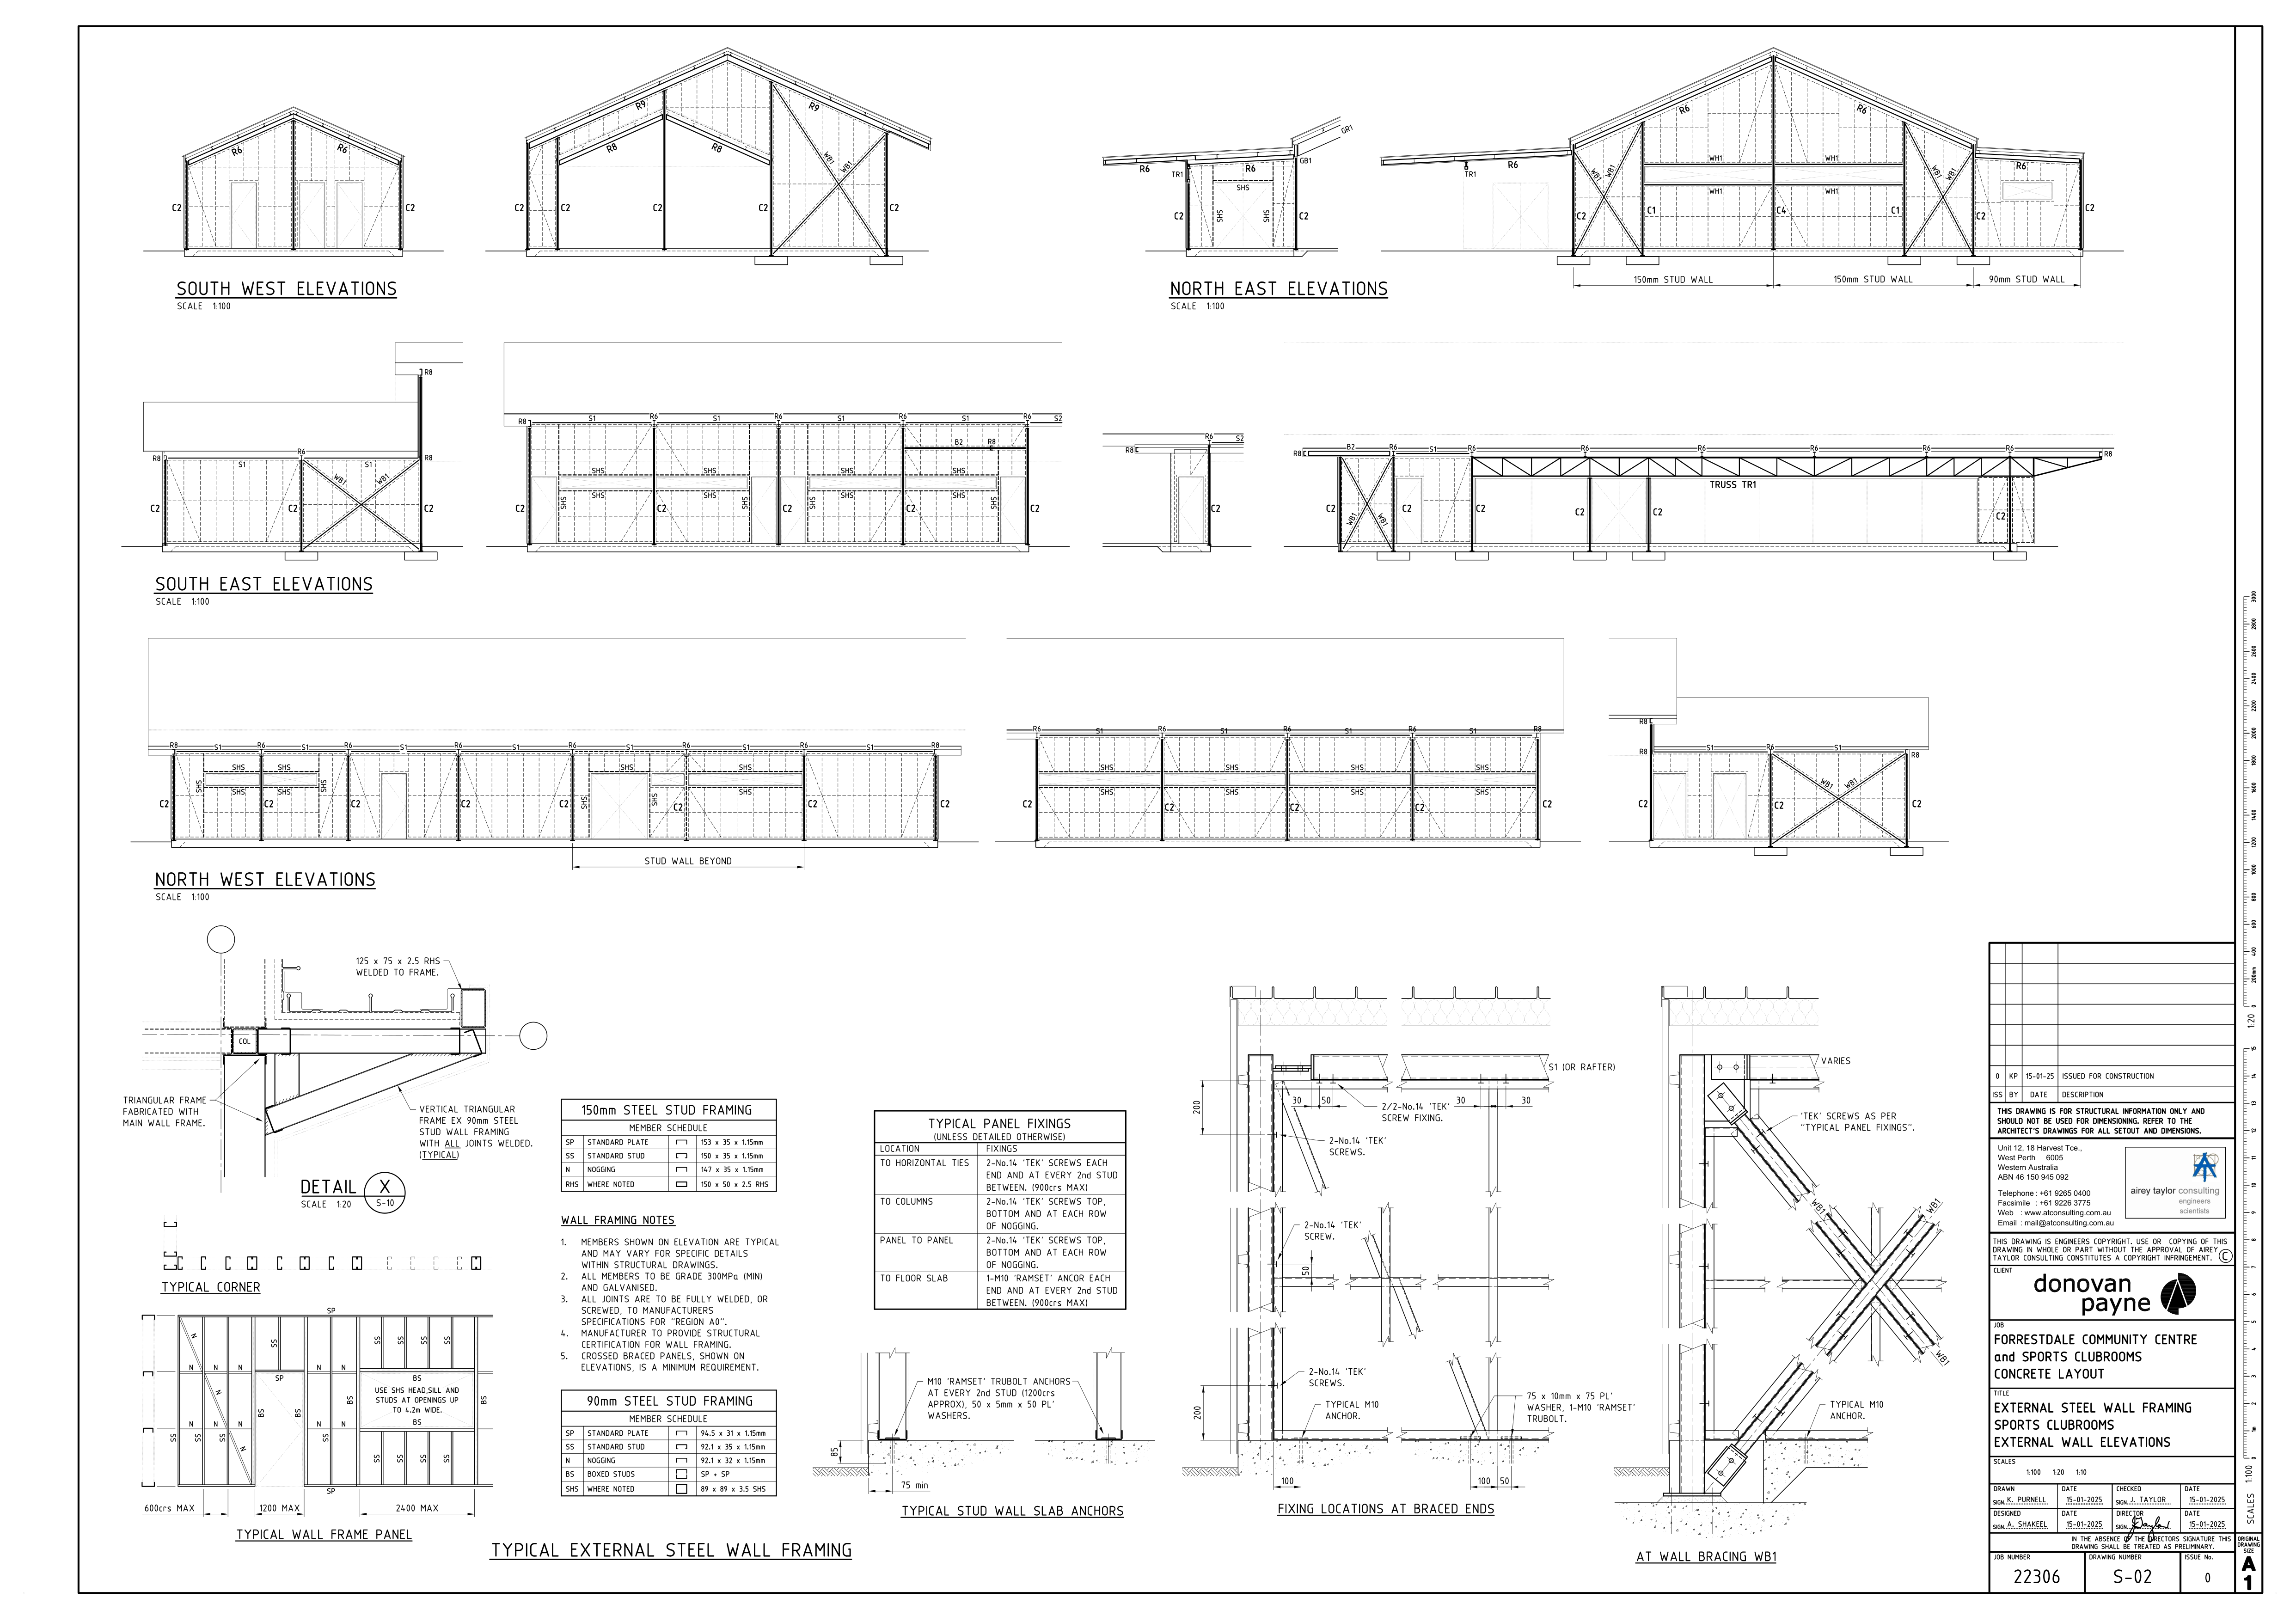 R6
R6
C2
C2
SOUTH WEST ELEVATIONS
SCALE 1:100
R9
R9
R8
R8
WB1
WB1
C2
C2
C2
C2
C2
GR1
GB1
R6
TR1
R6
SHS
SHS
SHS
C2
C2
NORTH EAST ELEVATIONS
SCALE 1:100
R6
TR1
R6
R6
WH1
WH1
WH1
WH1
WB1
WB1
WB1
WB1
R6
C2
C1
C4
C1
C2
C2
150mm STUD WALL
150mm STUD WALL
90mm STUD WALL
R8
R8
R6
R8
S1
S1
WB1
WB1
C2
C2
C2
SOUTH EAST ELEVATIONS
SCALE 1:100
R8
S1
R6
S1
R6
S1
R6
S1
R6
S2
B2
R8
SHS
SHS
SHS
SHS
SHS
SHS
SHS
SHS
SHS
SHS
SHS
SHS
C2
C2
C2
C2
C2
R6
S2
R8
C2
R8
B2
R6
S1
R6
R6
R6
R6
R6
R6
R8
TRUSS TR1
WB1
WB1
C2
C2
C2
C2
C2
C2
R8
S1
R6
S1
R6
S1
R6
S1
R6
S1
R6
S1
R6
S1
R8
SHS
SHS
SHS
SHS
SHS
SHS
SHS
SHS
SHS
SHS
SHS
C2
C2
C2
C2
C2
C2
C2
C2
STUD WALL BEYOND
NORTH WEST ELEVATIONS
SCALE 1:100
R6
S1
R6
S1
R6
S1
R6
S1
R8
SHS
SHS
SHS
SHS
SHS
SHS
SHS
SHS
C2
C2
C2
C2
C2
R8
R8
S1
R6
S1
R8
WB1
WB1
C2
C2
C2
125 x 75 x 2.5 RHS
WELDED TO FRAME.
COL
TRIANGULAR FRAME
FABRICATED WITH
MAIN WALL FRAME.
VERTICAL TRIANGULAR
FRAME EX 90mm STEEL
STUD WALL FRAMING
WITH ALL JOINTS WELDED.
(TYPICAL)
DETAIL X
SCALE 1:20 S-10
TYPICAL CORNER
SP
N
N
N
N
SS
SP
N
N
SS
SS
SS
SS
BS
USE SHS HEAD,SILL AND
STUDS AT OPENINGS UP
TO 4.2m WIDE.
BS
BS
BS
BS
BS
N
N
N
N
N
N
SS
SS
SS
SS
SS
SS
SS
SP
600crs MAX
1200 MAX
2400 MAX
TYPICAL WALL FRAME PANEL
150mm STEEL STUD FRAMING
MEMBER SCHEDULE
SP STANDARD PLATE 153 x 35 x 1.15mm
SS STANDARD STUD 150 x 35 x 1.15mm
N NOGGING 147 x 35 x 1.15mm
RHS WHERE NOTED 150 x 50 x 2.5 RHS
WALL FRAMING NOTES
1. MEMBERS SHOWN ON ELEVATION ARE TYPICAL
AND MAY VARY FOR SPECIFIC DETAILS
WITHIN STRUCTURAL DRAWINGS.
2. ALL MEMBERS TO BE GRADE 300MPa (MIN)
AND GALVANISED.
3. ALL JOINTS ARE TO BE FULLY WELDED, OR
SCREWED, TO MANUFACTURERS
SPECIFICATIONS FOR "REGION A0".
4. MANUFACTURER TO PROVIDE STRUCTURAL
CERTIFICATION FOR WALL FRAMING.
5. CROSSED BRACED PANELS, SHOWN ON
ELEVATIONS, IS A MINIMUM REQUIREMENT.
90mm STEEL STUD FRAMING
MEMBER SCHEDULE
SP STANDARD PLATE 94.5 x 31 x 1.15mm
SS STANDARD STUD 92.1 x 35 x 1.15mm
N NOGGING 92.1 x 32 x 1.15mm
BS BOXED STUDS SP + SP
SHS WHERE NOTED 89 x 89 x 3.5 SHS
TYPICAL EXTERNAL STEEL WALL FRAMING
TYPICAL PANEL FIXINGS
(UNLESS DETAILED OTHERWISE)
LOCATION FIXINGS
TO HORIZONTAL TIES 2-No.14 'TEK' SCREWS EACH
END AND AT EVERY 2nd STUD
BETWEEN. (900crs MAX)
TO COLUMNS 2-No.14 'TEK' SCREWS TOP,
BOTTOM AND AT EACH ROW
OF NOGGING.
PANEL TO PANEL 2-No.14 'TEK' SCREWS TOP,
BOTTOM AND AT EACH ROW
OF NOGGING.
TO FLOOR SLAB 1-M10 'RAMSET' ANCOR EACH
END AND AT EVERY 2nd STUD
BETWEEN. (900crs MAX)
M10 'RAMSET' TRUBOLT ANCHORS
AT EVERY 2nd STUD (1200crs
APPROX), 50 x 5mm x 50 PL'
WASHERS.
85
75 min
TYPICAL STUD WALL SLAB ANCHORS
S1 (OR RAFTER)
200
30
50
30
30
2/2-No.14 'TEK'
SCREW FIXING.
2-No.14 'TEK'
SCREWS.
2-No.14 'TEK'
SCREW.
50
2-No.14 'TEK'
SCREWS.
200
TYPICAL M10
ANCHOR.
75 x 10mm x 75 PL'
WASHER, 1-M10 'RAMSET'
TRUBOLT.
100
100
50
FIXING LOCATIONS AT BRACED ENDS
VARIES
'TEK' SCREWS AS PER
"TYPICAL PANEL FIXINGS".
WB1
WB1
WB1
TYPICAL M10
ANCHOR.
AT WALL BRACING WB1
0 KP 15-01-25 ISSUED FOR CONSTRUCTION
ISS BY DATE DESCRIPTION
THIS DRAWING IS FOR STRUCTURAL INFORMATION ONLY AND
SHOULD NOT BE USED FOR DIMENSIONING. REFER TO THE
ARCHITECT'S DRAWINGS FOR ALL SETOUT AND DIMENSIONS.
Unit 12, 18 Harvest Tce.,
West Perth 6005
Western Australia
ABN 46 150 945 092
Telephone : +61 9265 0400
Facsimile : +61 9226 3775
Web : www.atconsulting.com.au
Email : mail@atconsulting.com.au
airey taylor consulting
engineers
scientists
THIS DRAWING IS ENGINEERS COPYRIGHT. USE OR COPYING OF THIS
DRAWING IN WHOLE OR PART WITHOUT THE APPROVAL OF AIREY
TAYLOR CONSULTING CONSTITUTES A COPYRIGHT INFRINGEMENT. ©
CLIENT
donovan
payne
JOB
FORRESTDALE COMMUNITY CENTRE
and SPORTS CLUBROOMS
CONCRETE LAYOUT
TITLE
EXTERNAL STEEL WALL FRAMING
SPORTS CLUBROOMS
EXTERNAL WALL ELEVATIONS
SCALES
1:100 1:20 1:10
DRAWN DATE CHECKED DATE
SIGN. K. PURNELL 15-01-2025 SIGN. J. TAYLOR 15-01-2025
DESIGNED DATE DIRECTOR DATE
SIGN. A. SHAKEEL 15-01-2025 SIGN. 15-01-2025
IN THE ABSENCE OF THE DIRECTORS SIGNATURE THIS
DRAWING SHALL BE TREATED AS PRELIMINARY.
JOB NUMBER DRAWING NUMBER ISSUE No.
22306 S-02 0
3000
2800
2600
2400
2200
2000
1800
1600
1400
1200
1000
800
600
400
200mm
0
1:20
15
14
13
12
11
10
9
8
7
6
5
4
3
2
1m
0
1:100
SCALES
ORIGINAL
DRAWING
SIZE
A
1